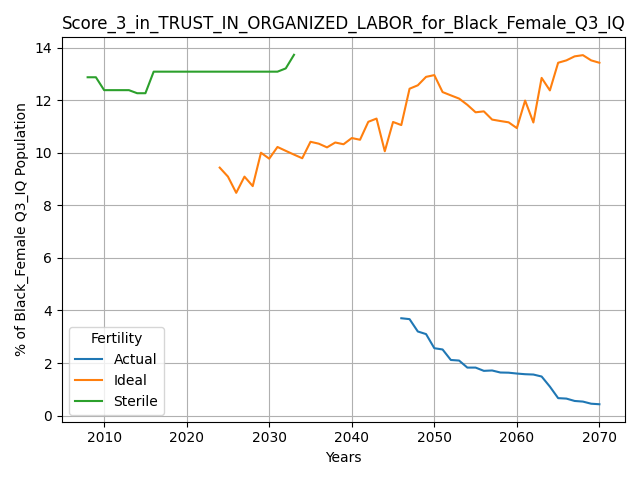 Score_3_in_TRUST_IN_ORGANIZED_LABOR_for_Black_Female_Q3_IQ
% of Black_Female Q3_IQ Population
14
12
10
8
6
4
2
0
Fertility
Actual
Ideal
Sterile
2010 2020 2030 2040 2050 2060 2070
Years